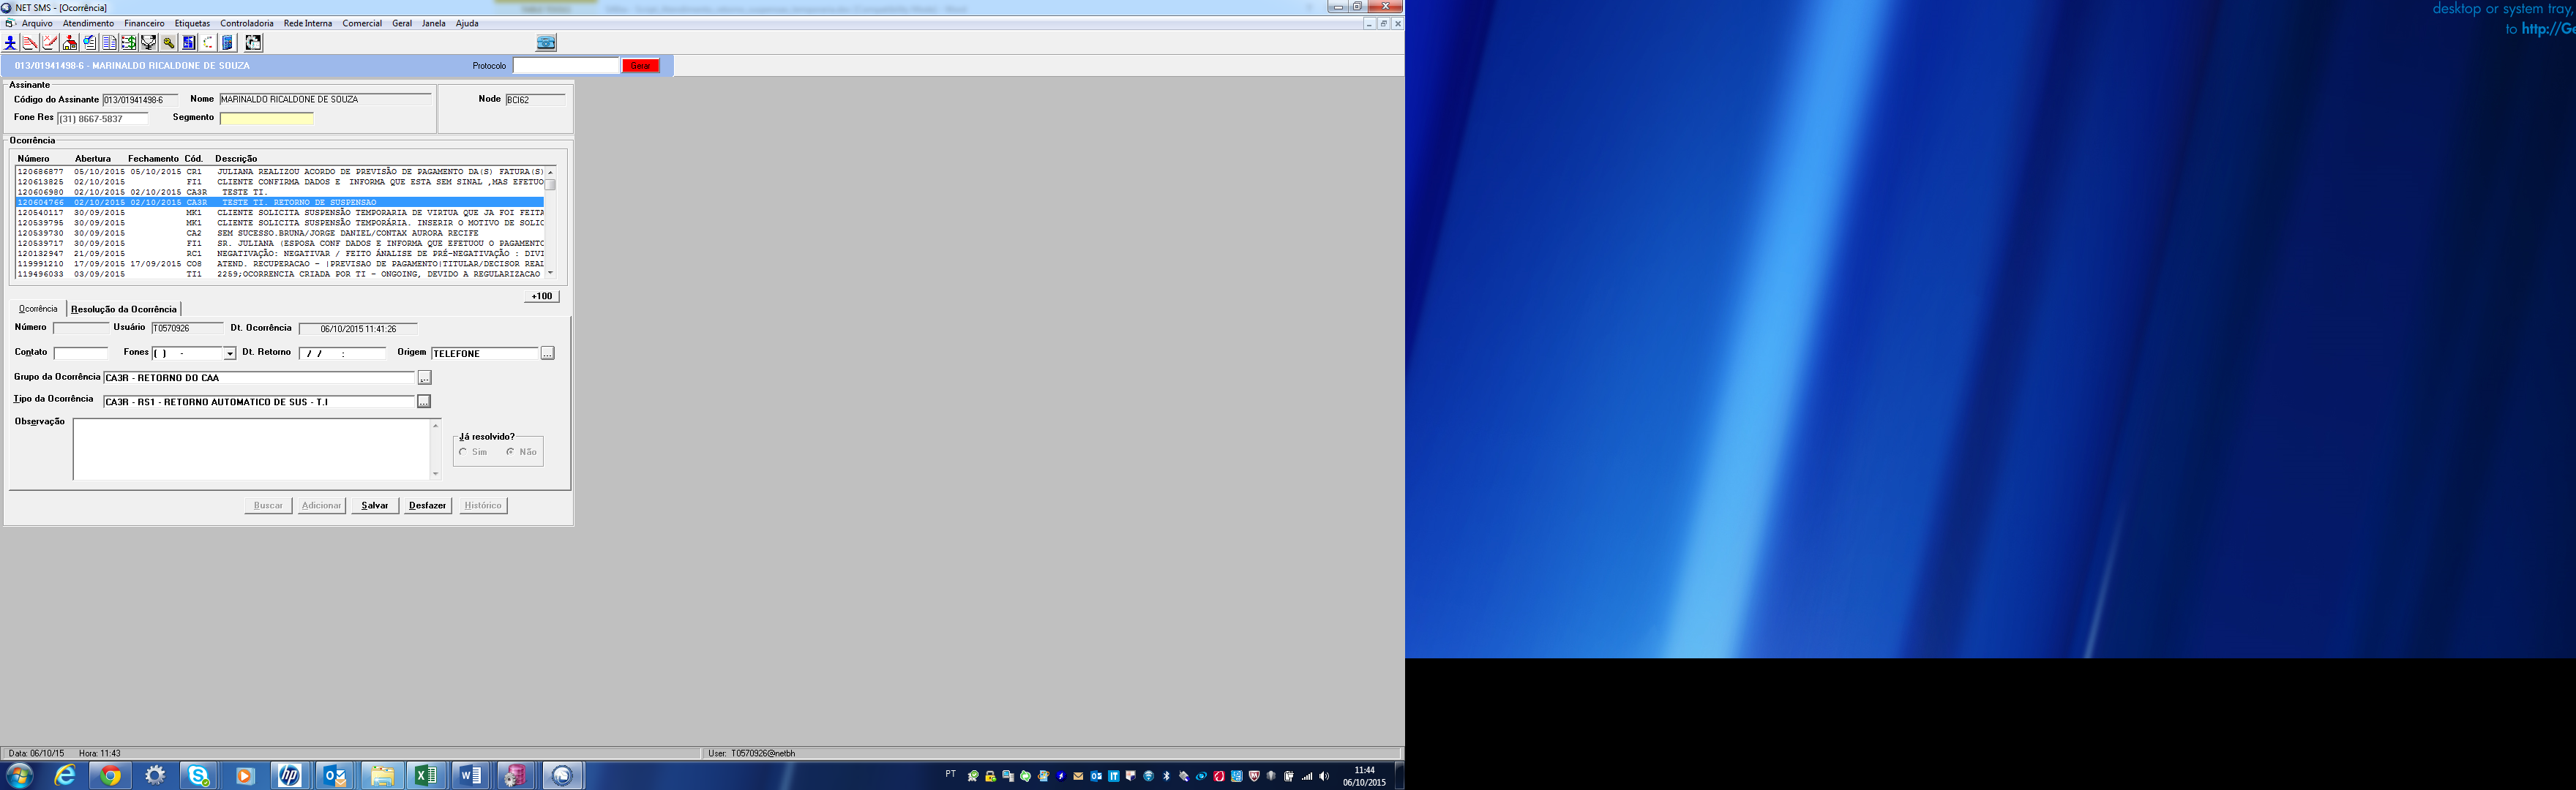 NET SMS - [Ocorrência]
Arquivo Atendimento Financeiro Etiquetas Controladoria Rede Interna Comercial Geral Janela Ajuda
013/01941498-6 - MARINALDO RICALDONE DE SOUZA Protocolo Gerar
Assinante
Código do Assinante 013/01941498-6 Nome MARINALDO RICALDONE DE SOUZA Node BCI62
Fone Res (31) 8667-5837 Segmento
Ocorrência
Número Abertura Fechamento Cód. Descrição
120686877 05/10/2015 05/10/2015 CR1 JULIANA REALIZOU ACORDO DE PREVISÃO DE PAGAMENTO DA(S) FATURA(S)
120613825 02/10/2015 FI1 CLIENTE CONFIRMA DADOS E INFORMA QUE ESTA SEM SINAL ,MAS EFETUO
120606980 02/10/2015 02/10/2015 CA3R TESTE TI.
120604766 02/10/2015 02/10/2015 CA3R TESTE TI. RETORNO DE SUSPENSAO
120540117 30/09/2015 MK1 CLIENTE SOLICITA SUSPENSÃO TEMPORARIA DE VIRTUA QUE JA FOI FEITA
120539795 30/09/2015 MK1 CLIENTE SOLICITA SUSPENSÃO TEMPORÁRIA. INSERIR O MOTIVO DE SOLIC
120539730 30/09/2015 CA2 SEM SUCESSO.BRUNA/JORGE DANIEL/CONTAX AURORA RECIFE
120539717 30/09/2015 FI1 SR. JULIANA (ESPOSA CONF DADOS E INFORMA QUE EFETUOU O PAGAMENTO
120132947 21/09/2015 RC1 NEGATIVAÇÃO: NEGATIVAR / FEITO ÁNALISE DE PRÉ-NEGATIVAÇÃO : DIVI
119991210 17/09/2015 17/09/2015 CO8 ATEND. RECUPERACAO - |PREVISAO DE PAGAMENTO|TITULAR/DECISOR REAL
119496033 03/09/2015 TI1 2259;OCORRENCIA CRIADA POR TI - ONGOING, DEVIDO A REGULARIZACAO
+100
Ocorrência Resolução da Ocorrência
Número Usuário T0570926 Dt. Ocorrência 06/10/2015 11:41:26
Contato Fones ( ) - Dt. Retorno / / : Origem TELEFONE ...
Grupo da Ocorrência CA3R - RETORNO DO CAA ...
Tipo da Ocorrência CA3R - RS1 - RETORNO AUTOMATICO DE SUS - T.I ...
Observação
Já resolvido?
Sim Não
Buscar Adicionar Salvar Desfazer Histórico
Data: 06/10/15 Hora: 11:43 User: T0570926@netbh
PT 11:44
06/10/2015
desktop or system tray,
to http://Ge